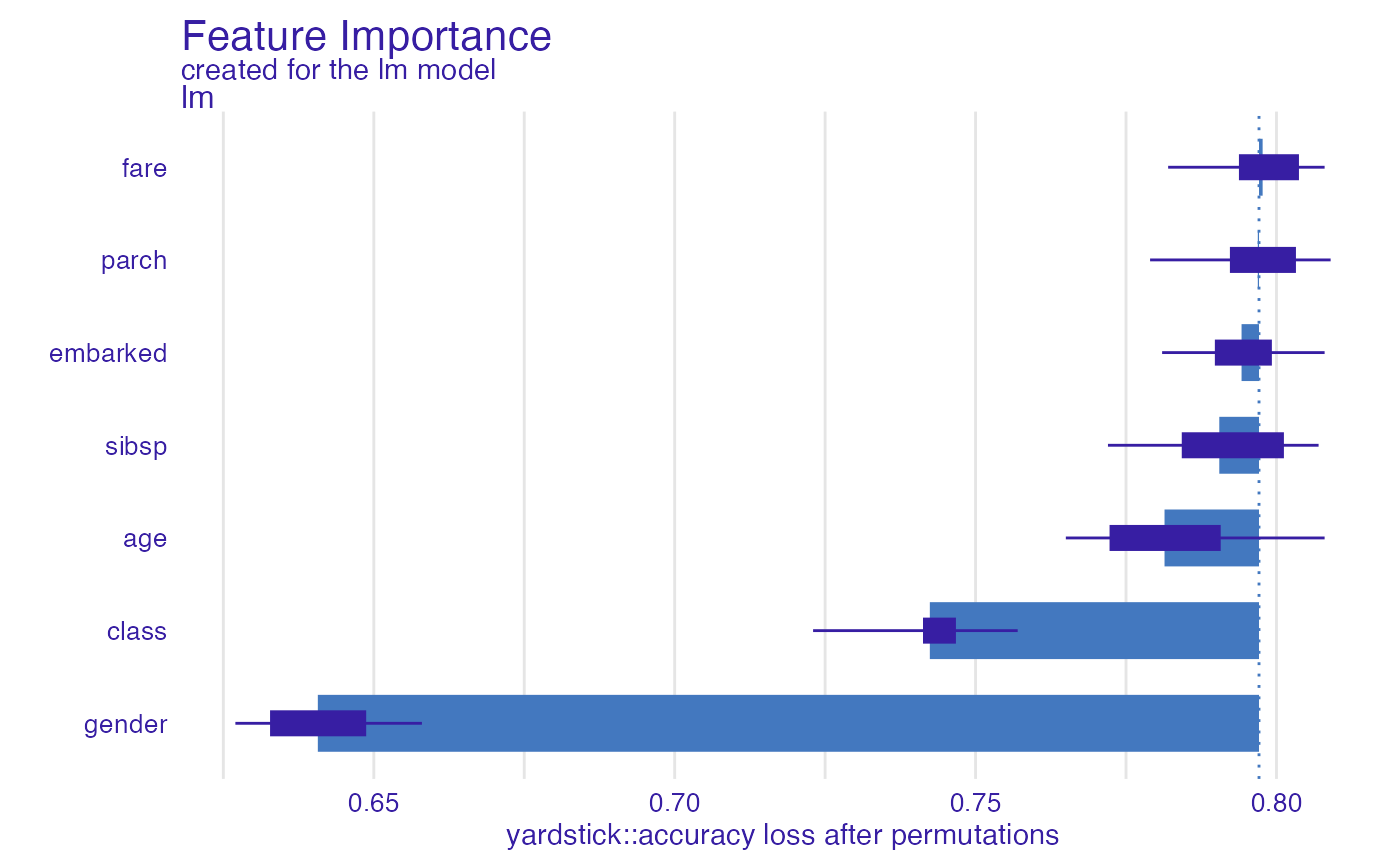 Feature Importance
created for the lm model
lm
fare
parch
embarked
sibsp
age
class
gender
0.65 0.70 0.75 0.80
yardstick::accuracy loss after permutations